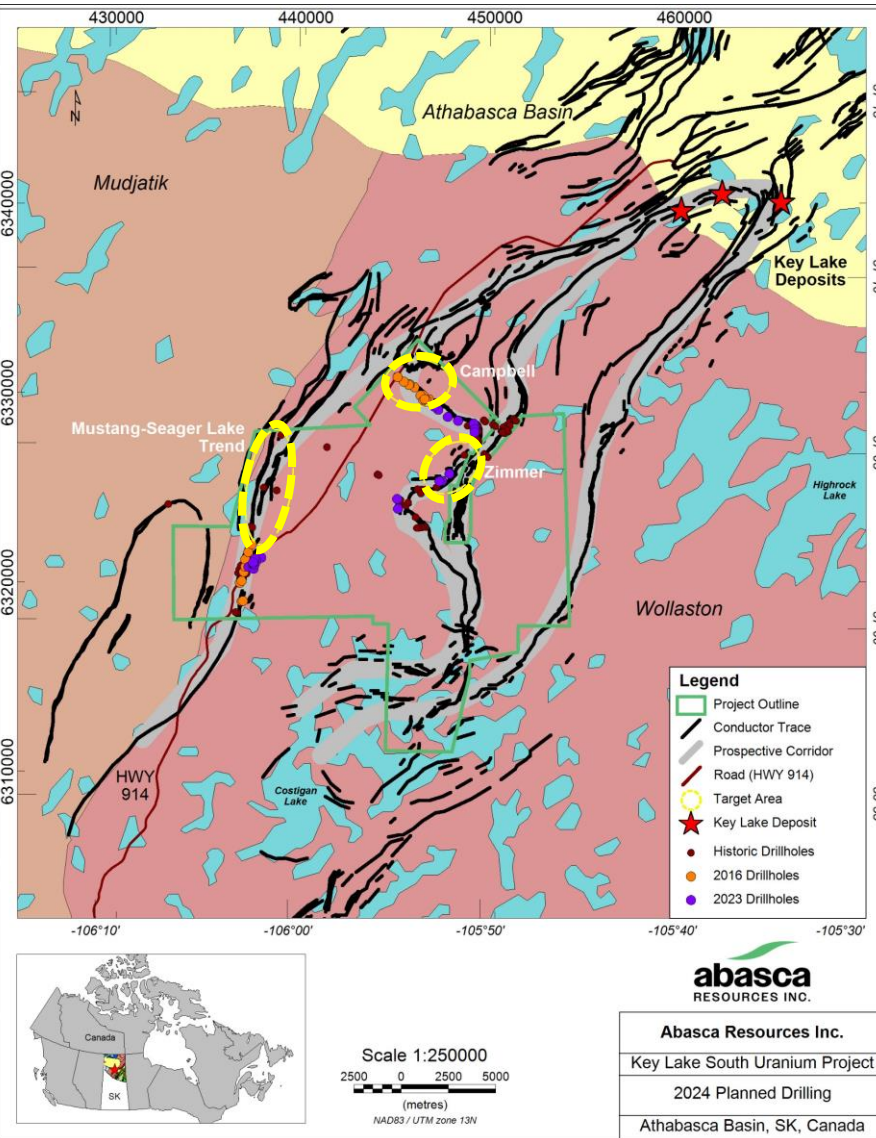 430000
440000
450000
460000
N
Athabasca Basin
Mudjatik
6340000
Key Lake
Deposits
Campbell
6330000
Mustang-Seager Lake
Trend
Zimmer
Highrock
Lake
6320000
Wollaston
Legend
Project Outline
Conductor Trace
Prospective Corridor
Road (HWY 914)
Target Area
Key Lake Deposit
Historic Drillholes
2016 Drillholes
2023 Drillholes
6310000
HWY
914
Costigan
Lake
-106°10'
-106°00'
-105°50'
-105°40'
-105°30'
Canada
SK
Scale 1:250000
2500 0 2500 5000
(metres)
NAD83 / UTM zone 13N
abasca
RESOURCES INC.
Abasca Resources Inc.
Key Lake South Uranium Project
2024 Planned Drilling
Athabasca Basin, SK, Canada